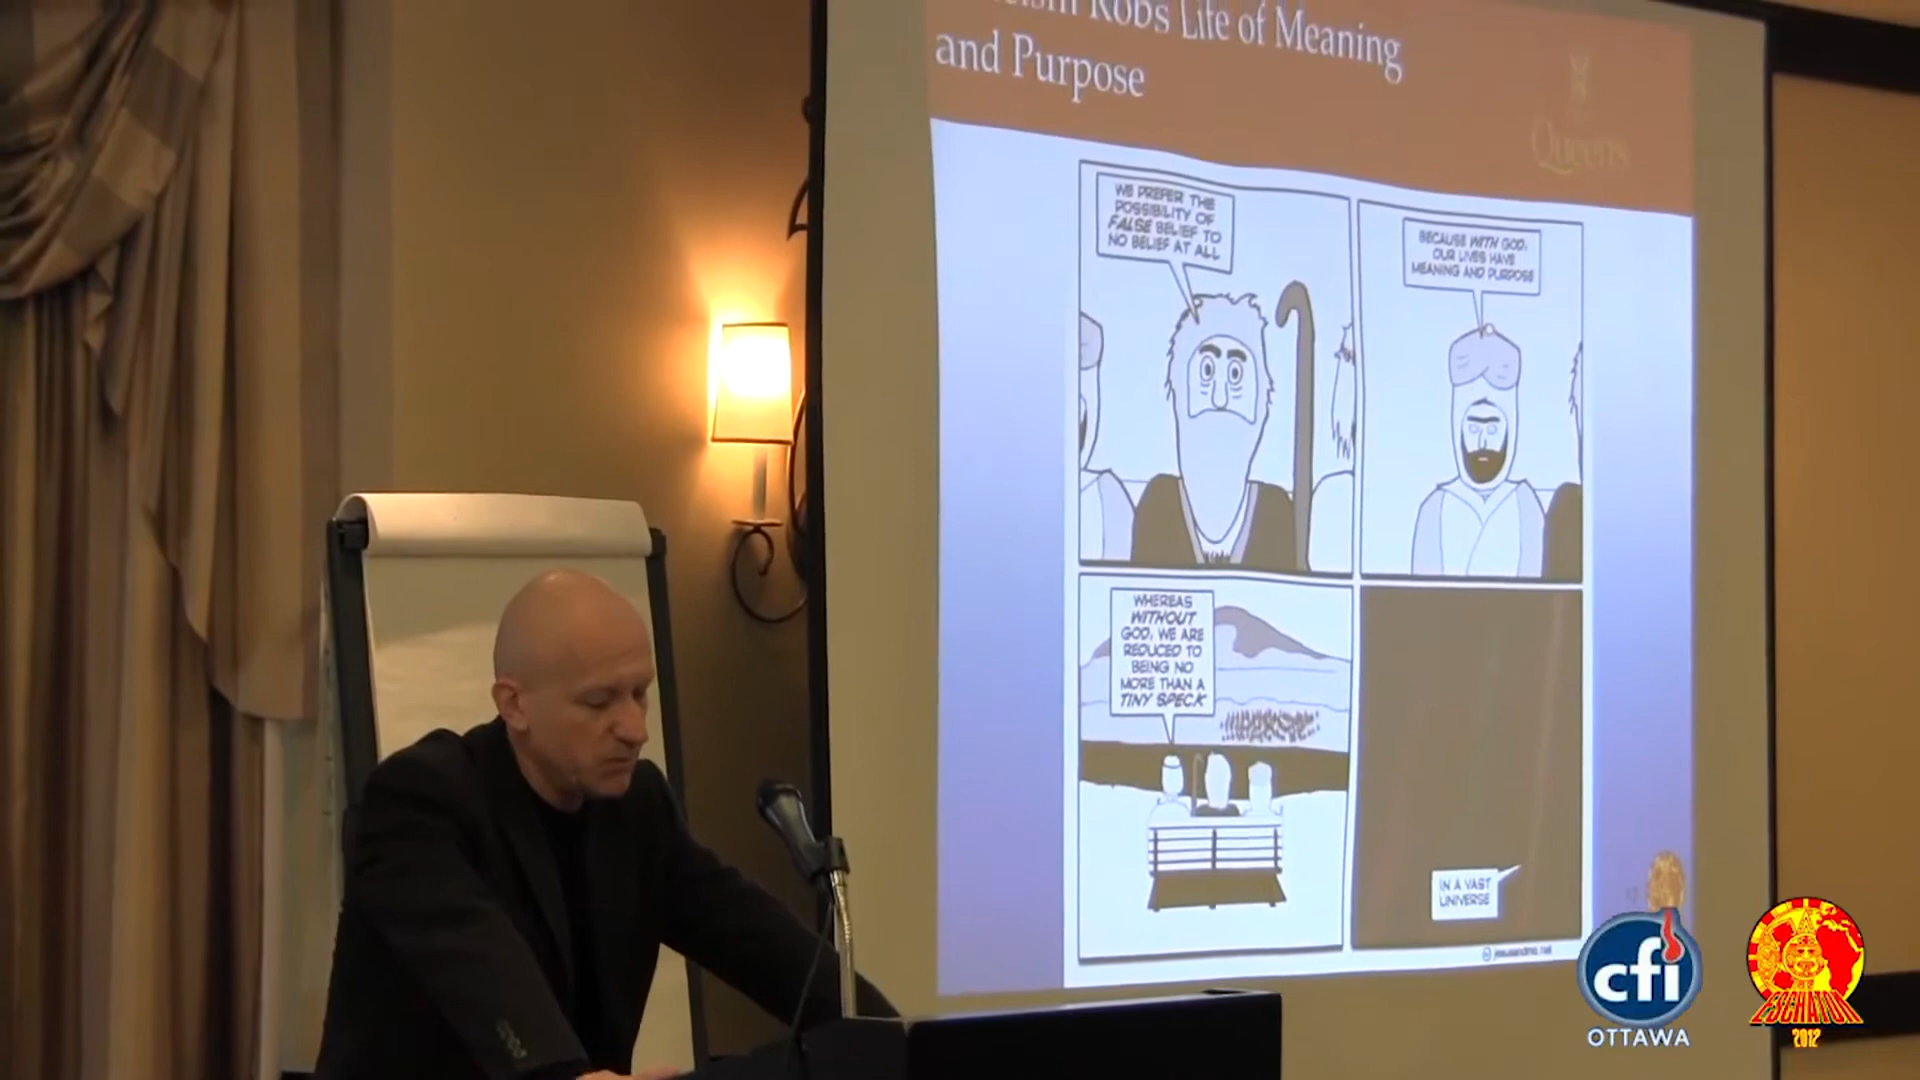 Robs Life of Meaning
and Purpose
Queen's
WE PREFER THE
POSSIBILITY OF
FALSE BELIEF TO
NO BELIEF AT ALL
BECAUSE WITH GOD,
OUR LIVES HAVE
MEANING AND PURPOSE
WHEREAS
WITHOUT
GOD, WE ARE
REDUCED TO
BEING NO
MORE THAN A
TINY SPECK
IN A VAST
UNIVERSE
jesusandmo.net
cfi
OTTAWA
ESCHATON
2012